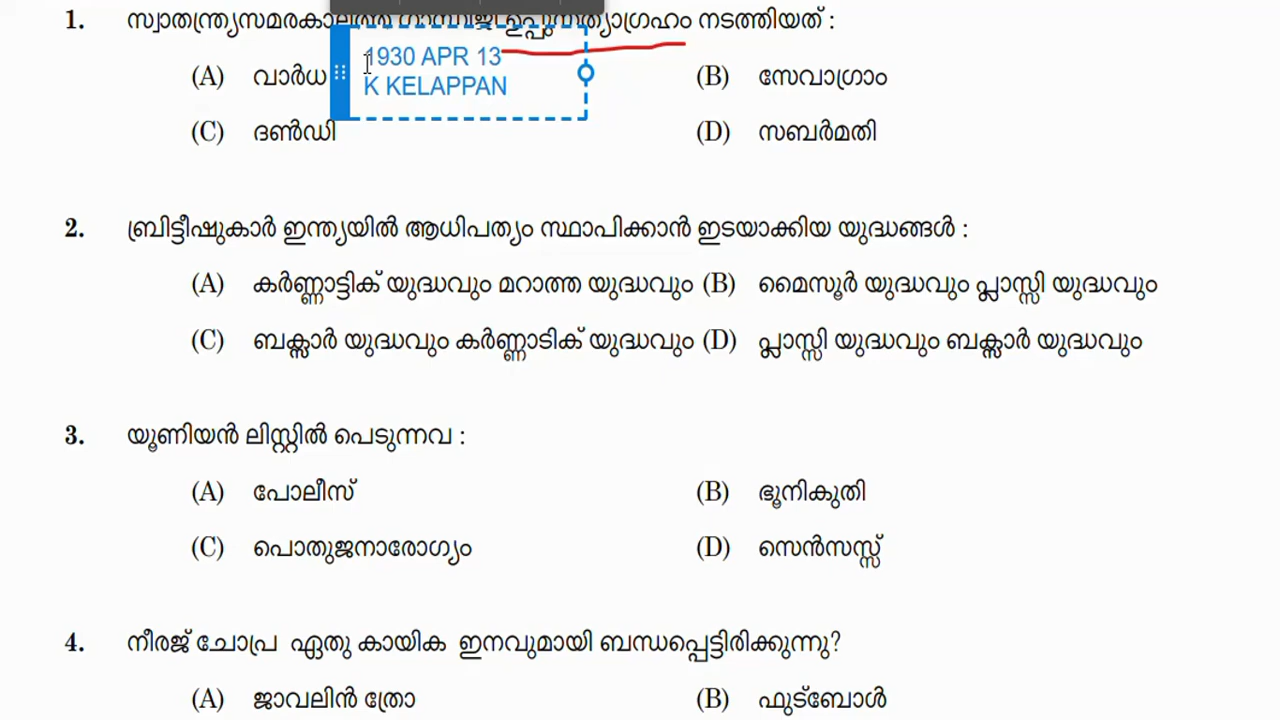 1. സ്വാതന്ത്ര്യസമരകാലത്ത് ഗാന്ധിജി ഉപ്പുസത്യാഗ്രഹം നടത്തിയത് :
1930 APR 13
K KELAPPAN
(A) വാർധ (B) സേവാഗ്രാം
(C) ദണ്ഡി (D) സബർമതി
2. ബ്രിട്ടീഷുകാർ ഇന്ത്യയിൽ ആധിപത്യം സ്ഥാപിക്കാൻ ഇടയാക്കിയ യുദ്ധങ്ങൾ :
(A) കർണ്ണാട്ടിക് യുദ്ധവും മറാത്ത യുദ്ധവും (B) മൈസൂർ യുദ്ധവും പ്ലാസ്സി യുദ്ധവും
(C) ബക്സാർ യുദ്ധവും കർണ്ണാടിക് യുദ്ധവും (D) പ്ലാസ്സി യുദ്ധവും ബക്സാർ യുദ്ധവും
3. യൂണിയൻ ലിസ്റ്റിൽ പെടുന്നവ :
(A) പോലീസ് (B) ഭൂനികുതി
(C) പൊതുജനാരോഗ്യം (D) സെൻസസ്സ്
4. നീരജ് ചോപ്ര ഏതു കായിക ഇനവുമായി ബന്ധപ്പെട്ടിരിക്കുന്നു?
(A) ജാവലിൻ ത്രോ (B) ഫുട്ബോൾ